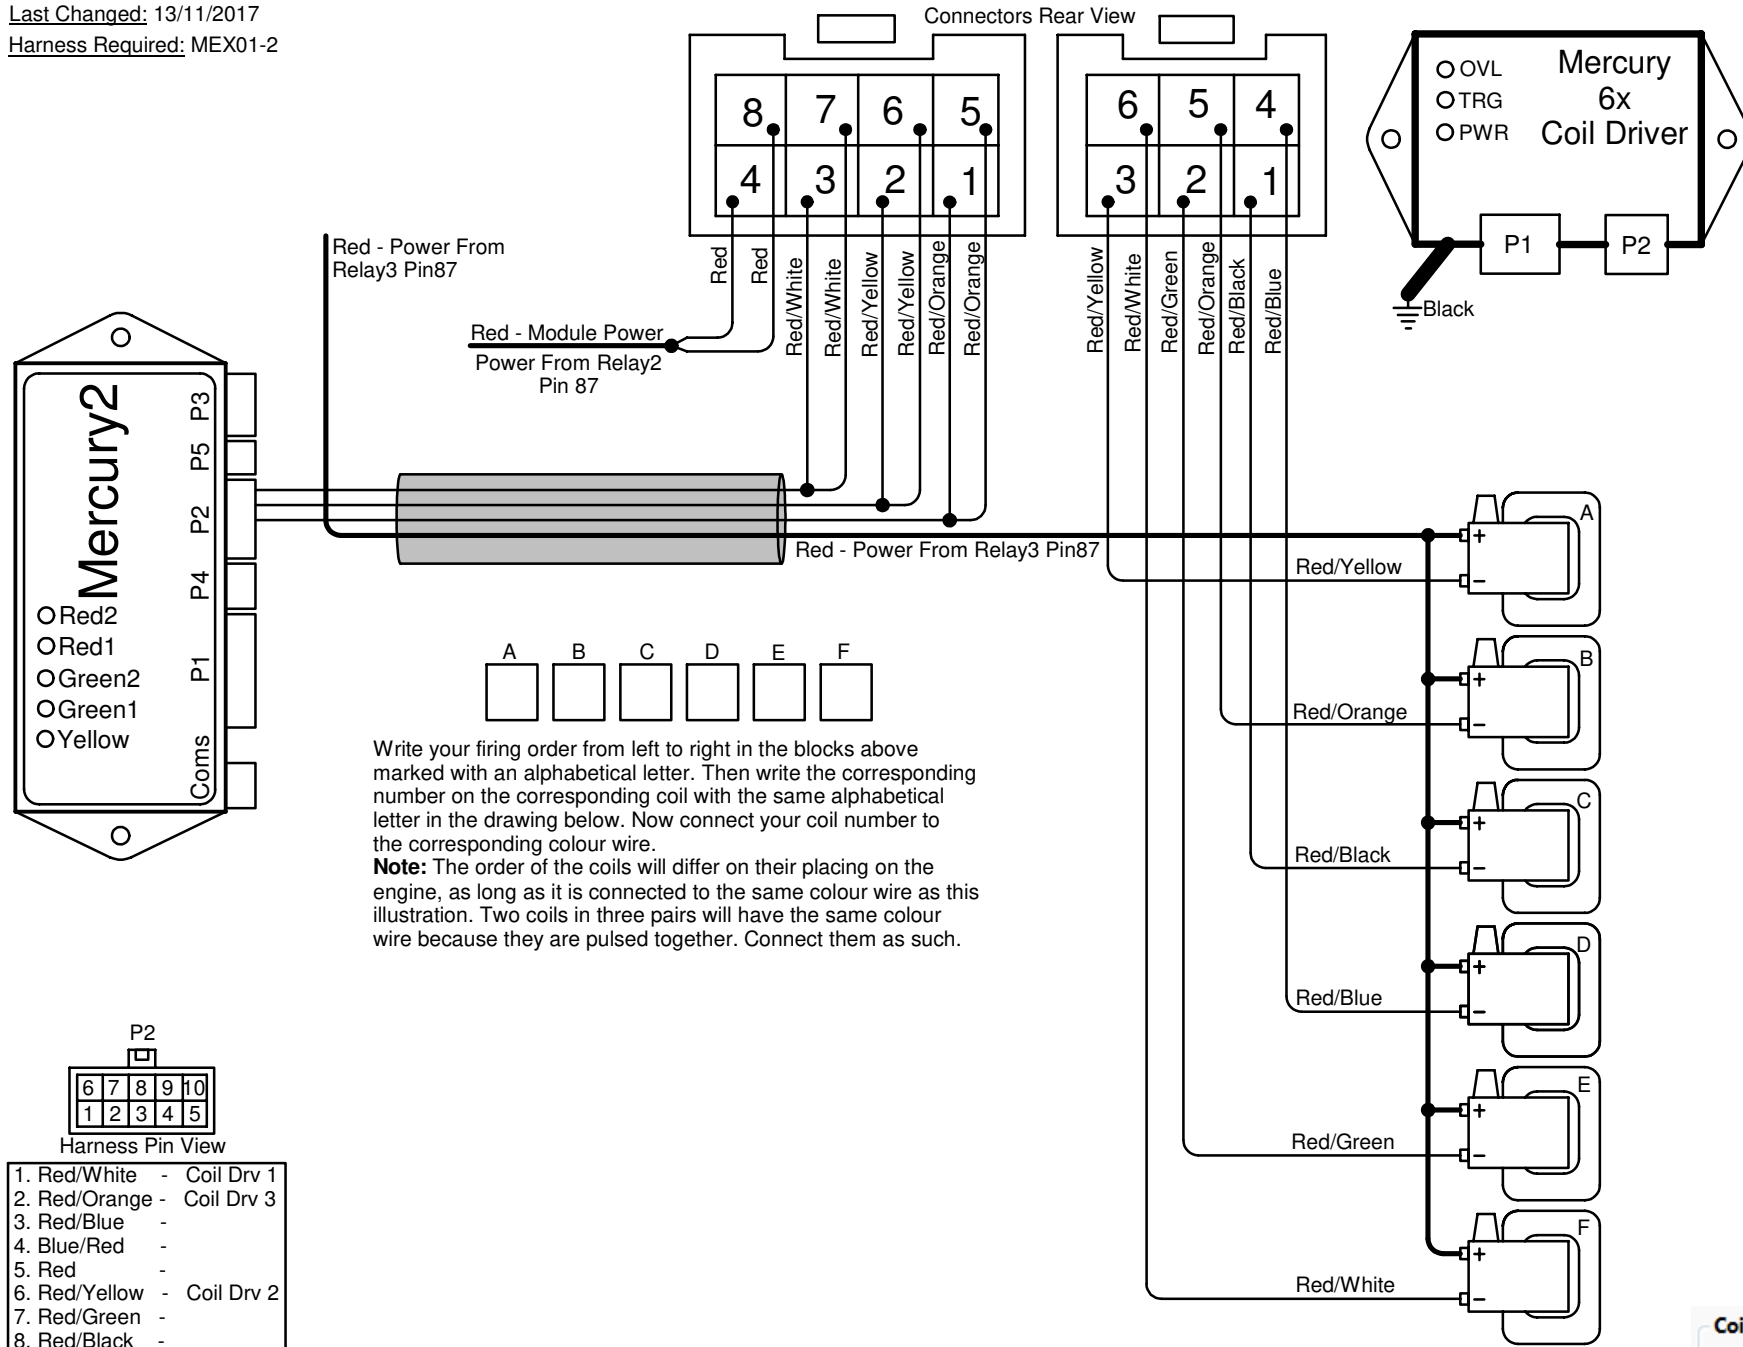 Last Changed: 13/11/2017
Harness Required: MEX01-2
Connectors Rear View
8 7 6 5
4 3 2 1
6 5 4
3 2 1
OVL
TRG
PWR
Mercury
6x
Coil Driver
P1
P2
Black
Red - Power From
Relay3 Pin87
Red
Red
Red/White
Red/White
Red/Yellow
Red/Yellow
Red/Orange
Red/Orange
Red/Yellow
Red/White
Red/Green
Red/Orange
Red/Black
Red/Blue
Red - Module Power
Power From Relay2
Pin 87
Mercury2
P3
P5
P2
P4
P1
Coms
Red2
Red1
Green2
Green1
Yellow
Red - Power From Relay3 Pin87
A
+
Red/Yellow
-
B
+
Red/Orange
-
C
+
Red/Black
-
D
+
Red/Blue
-
E
+
Red/Green
-
F
+
Red/White
-
A B C D E F
Write your firing order from left to right in the blocks above
marked with an alphabetical letter. Then write the corresponding
number on the corresponding coil with the same alphabetical
letter in the drawing below. Now connect your coil number to
the corresponding colour wire.
Note: The order of the coils will differ on their placing on the
engine, as long as it is connected to the same colour wire as this
illustration. Two coils in three pairs will have the same colour
wire because they are pulsed together. Connect them as such.
P2
6 7 8 9 10
1 2 3 4 5
Harness Pin View
1. Red/White - Coil Drv 1
2. Red/Orange - Coil Drv 3
3. Red/Blue -
4. Blue/Red -
5. Red -
6. Red/Yellow - Coil Drv 2
7. Red/Green -
8. Red/Black -
Coi